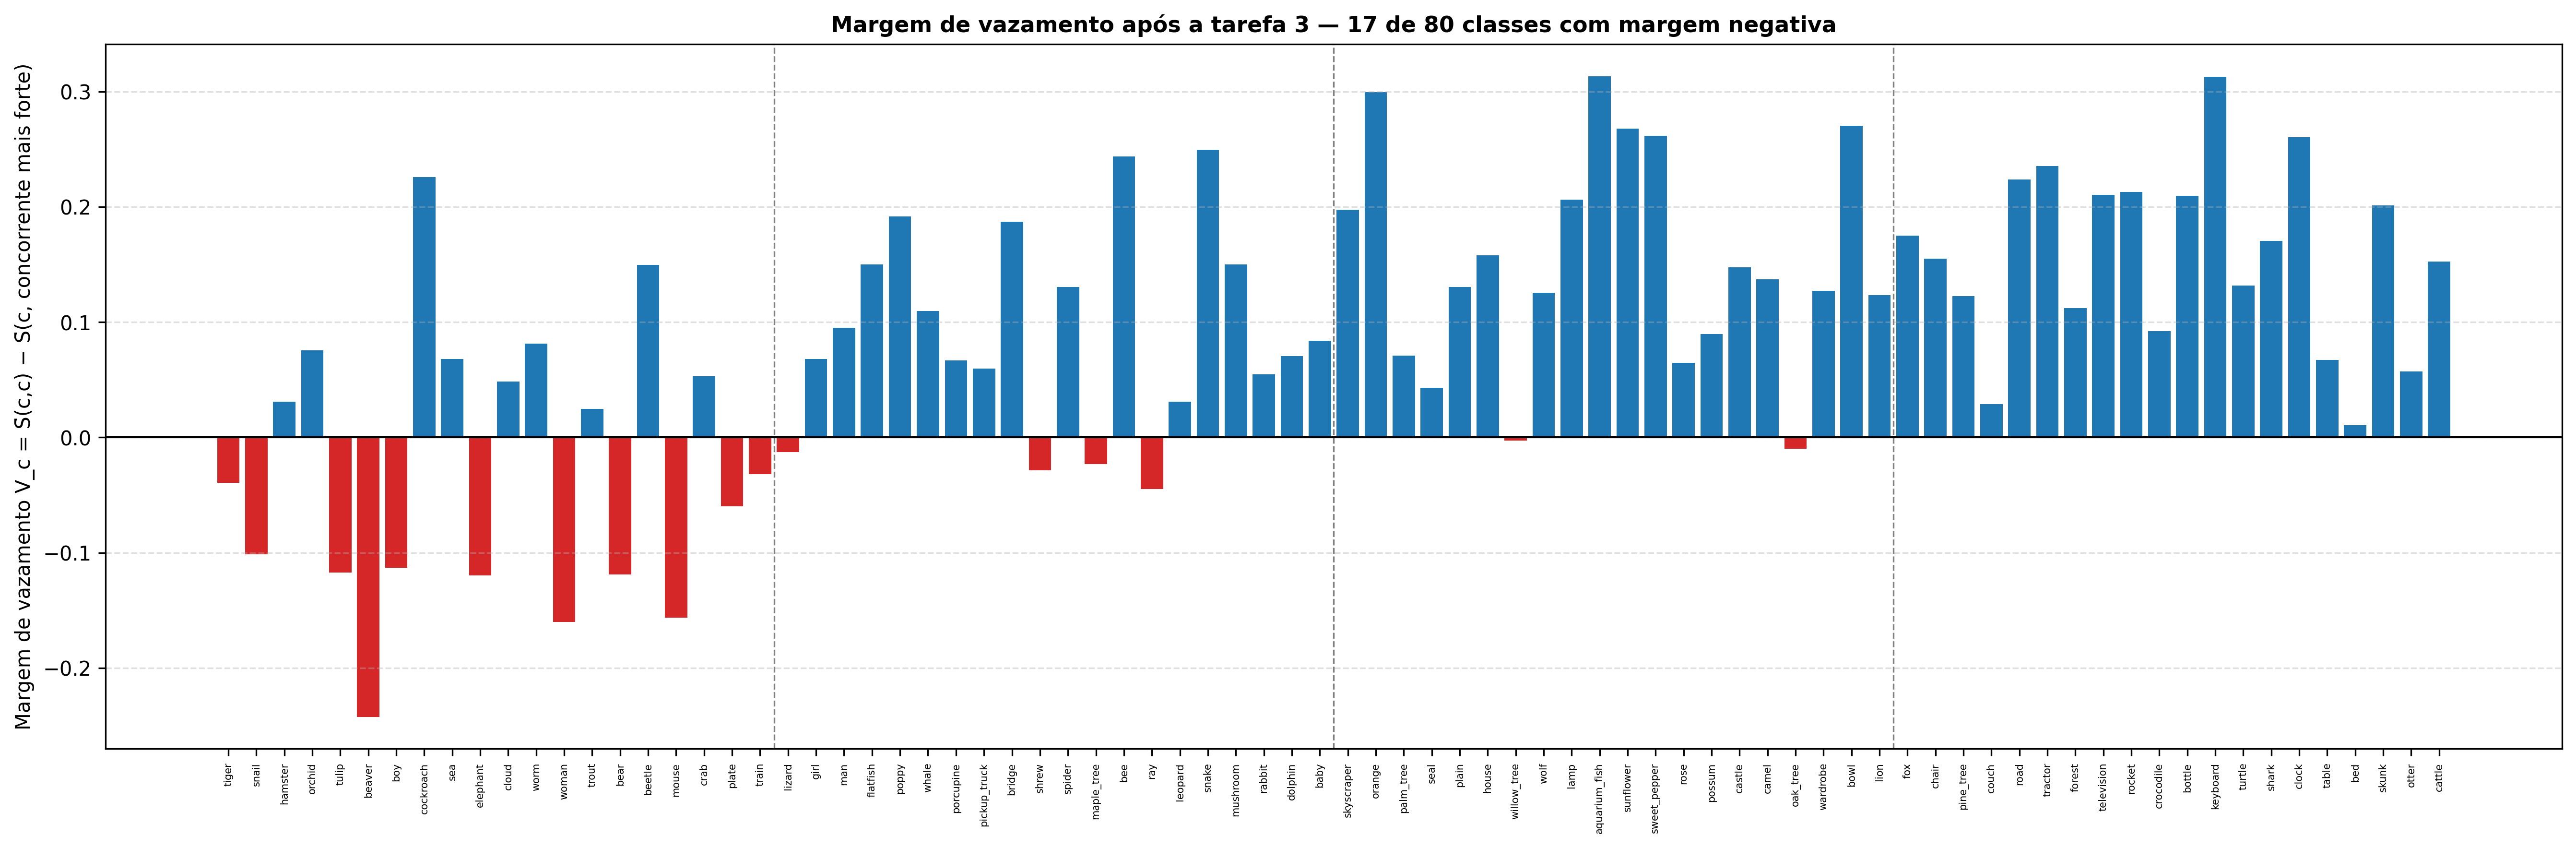 Margem de vazamento após a tarefa 3 — 17 de 80 classes com margem negativa
Margem de vazamento V_c = S(c,c) − S(c, concorrente mais forte)
0.3
0.2
0.1
0.0
−0.1
−0.2
tiger
snail
hamster
orchid
tulip
beaver
boy
cockroach
sea
elephant
cloud
worm
woman
trout
bear
beetle
mouse
crab
plate
train
lizard
girl
man
flatfish
poppy
whale
porcupine
pickup_truck
bridge
shrew
spider
maple_tree
bee
ray
leopard
snake
mushroom
rabbit
dolphin
baby
skyscraper
orange
palm_tree
seal
plain
house
willow_tree
wolf
lamp
aquarium_fish
sunflower
sweet_pepper
rose
possum
castle
camel
oak_tree
wardrobe
bowl
lion
fox
chair
pine_tree
couch
road
tractor
forest
television
rocket
crocodile
bottle
keyboard
turtle
shark
clock
table
bed
skunk
otter
cattle